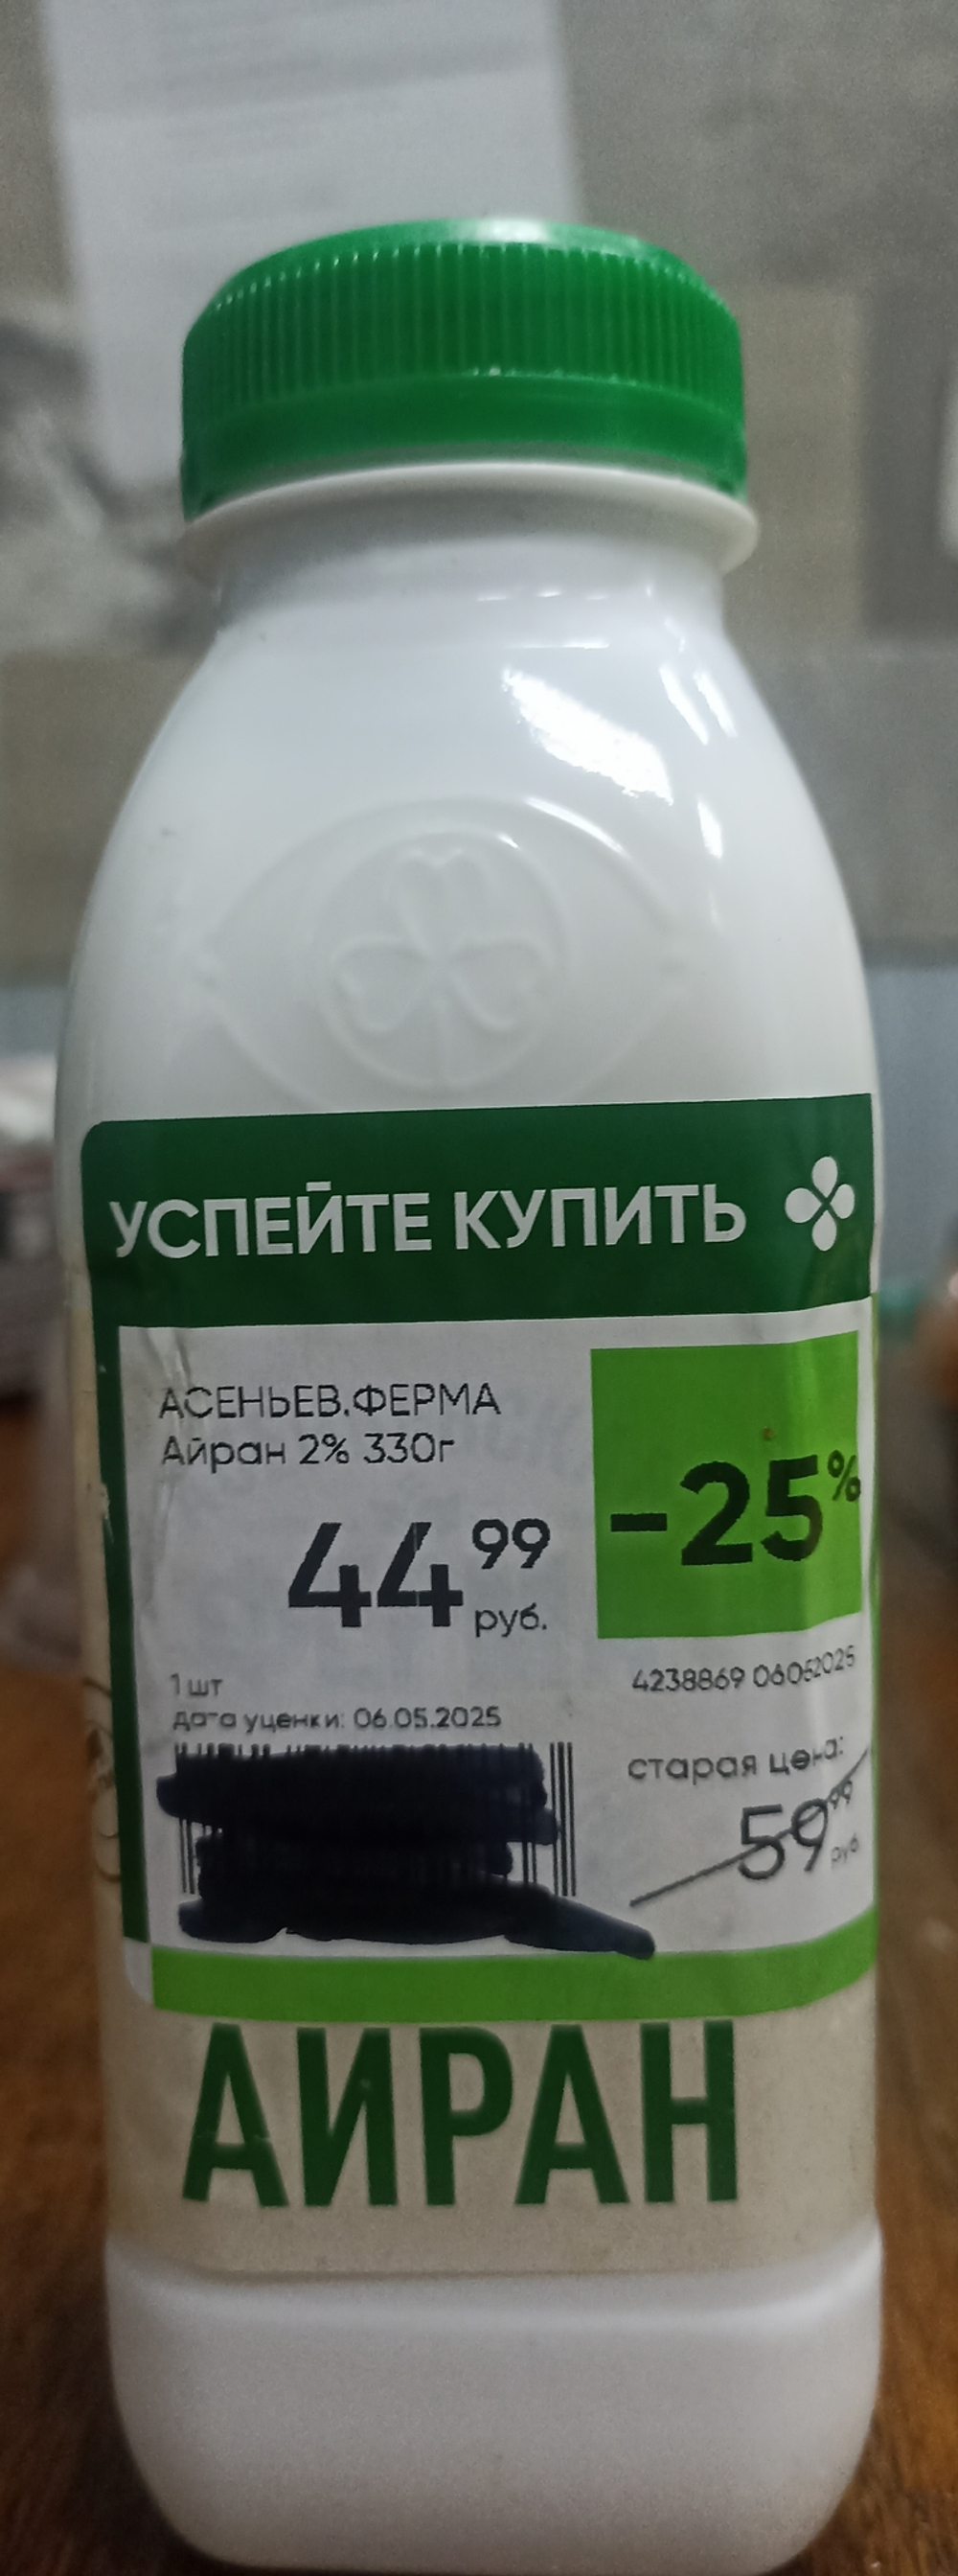 УСПЕЙТЕ КУПИТЬ
АСЕНЬЕВ.ФЕРМА
Айран 2% 330г
-25%
44 99
руб.
4238869 06052025
1 шт
дата уценки: 06.05.2025
старая цена:
59 99
руб.
АЙРАН